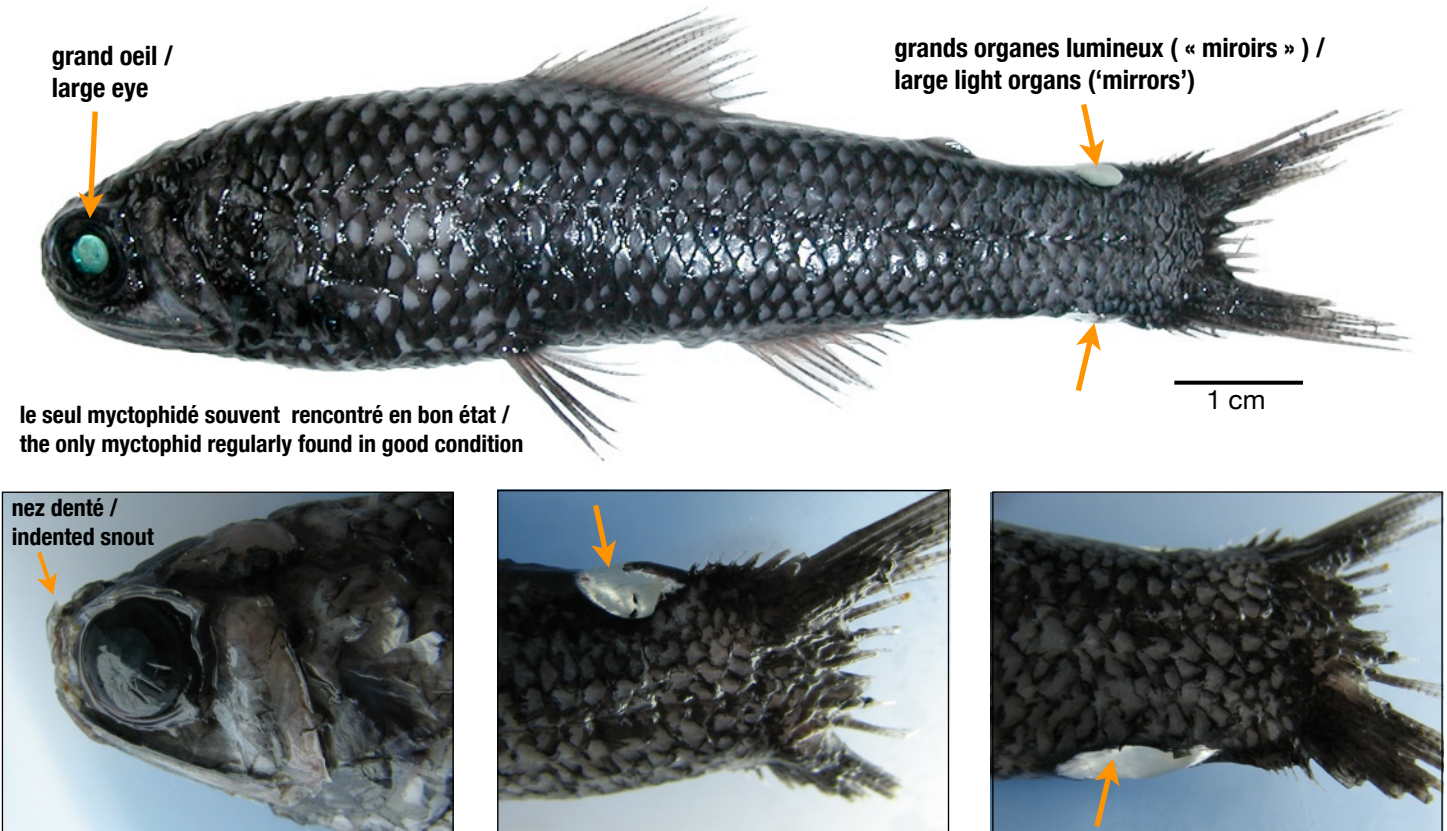 grand oeil /
large eye
grands organes lumineux ( « miroirs » ) /
large light organs (‘mirrors’)
1 cm
le seul myctophidé souvent rencontré en bon état /
the only myctophid regularly found in good condition
nez denté /
indented snout